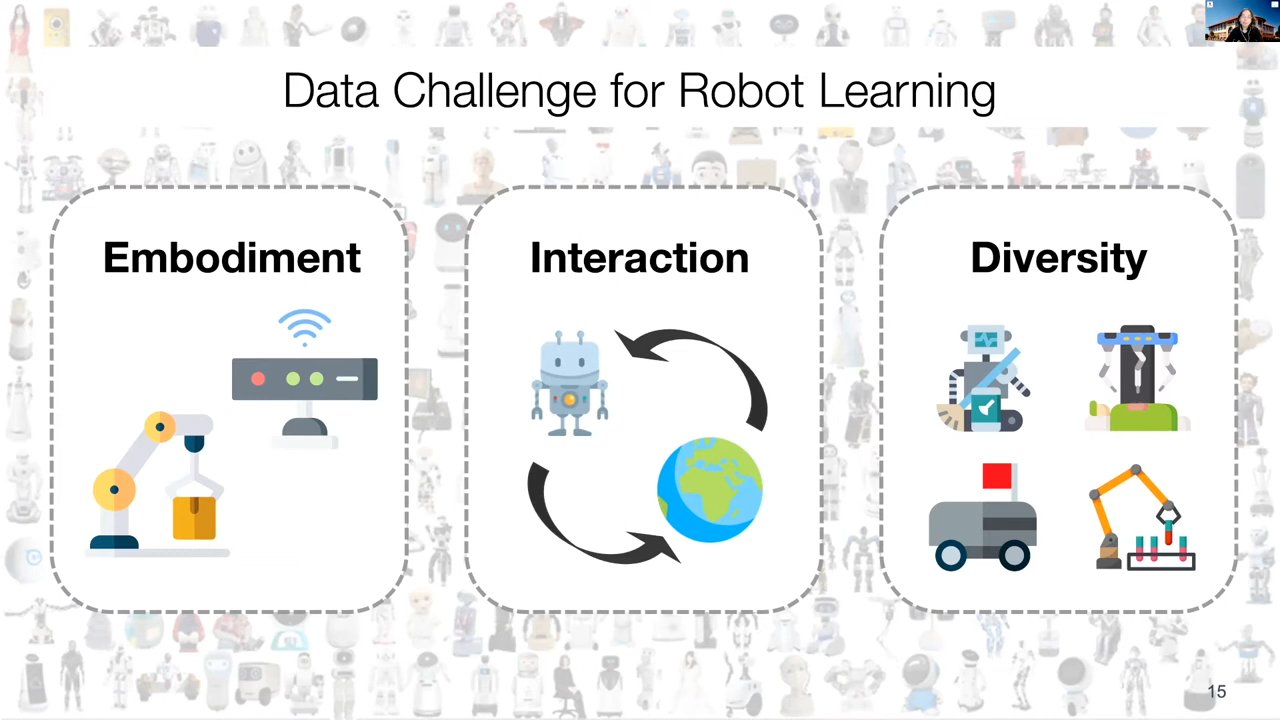 Data Challenge for Robot Learning
Embodiment
Interaction
Diversity
15